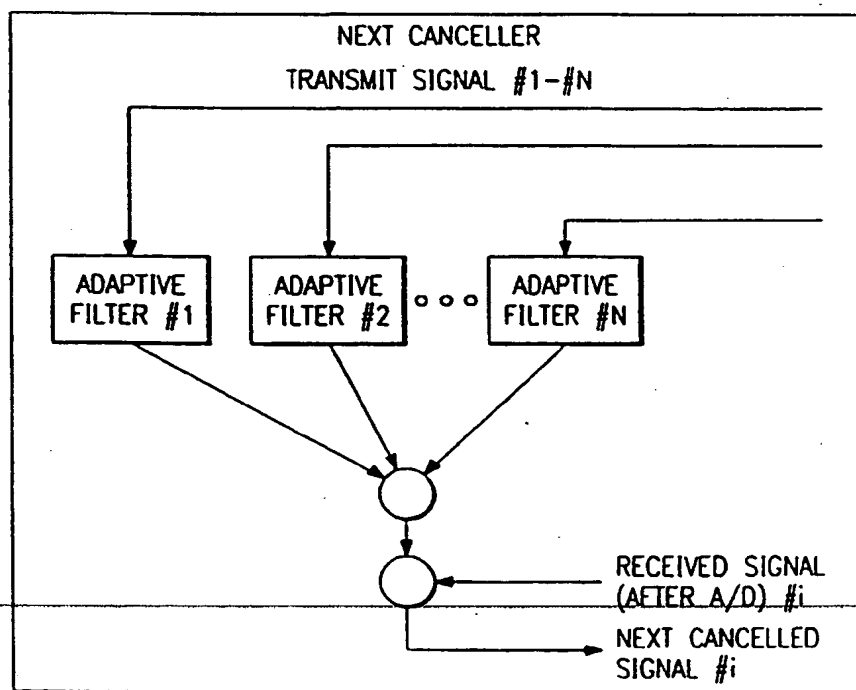 NEXT CANCELLER
TRANSMIT SIGNAL #1-#N
ADAPTIVE
FILTER #1
ADAPTIVE
FILTER #2
ADAPTIVE
FILTER #N
RECEIVED SIGNAL
(AFTER A/D) #i
NEXT CANCELLED
SIGNAL #i